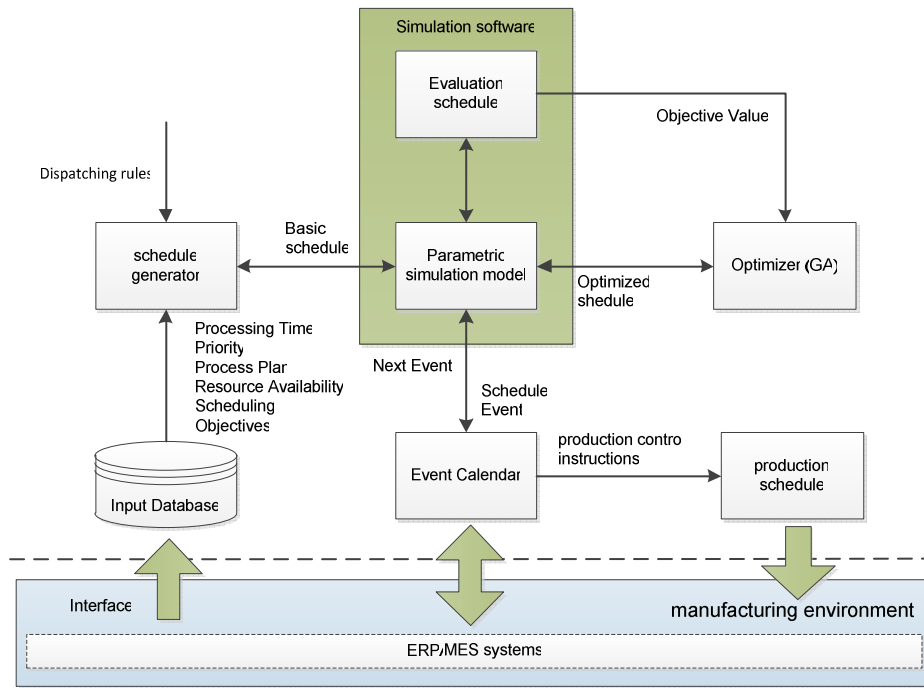 Simulation software
Evaluation
schedule
Objective Value
Dispatching rules
schedule
generator
Basic
schedule
Parametric
simulation model
Optimized
shedule
Optimizer (GA)
Processing Time
Priority
Process Plan
Resource Availability
Scheduling
Objectives
Next Event
Schedule
Event
Input Database
Event Calendar
production contro
instructions
production
schedule
Interface
manufacturing environment
ERP/MES systems